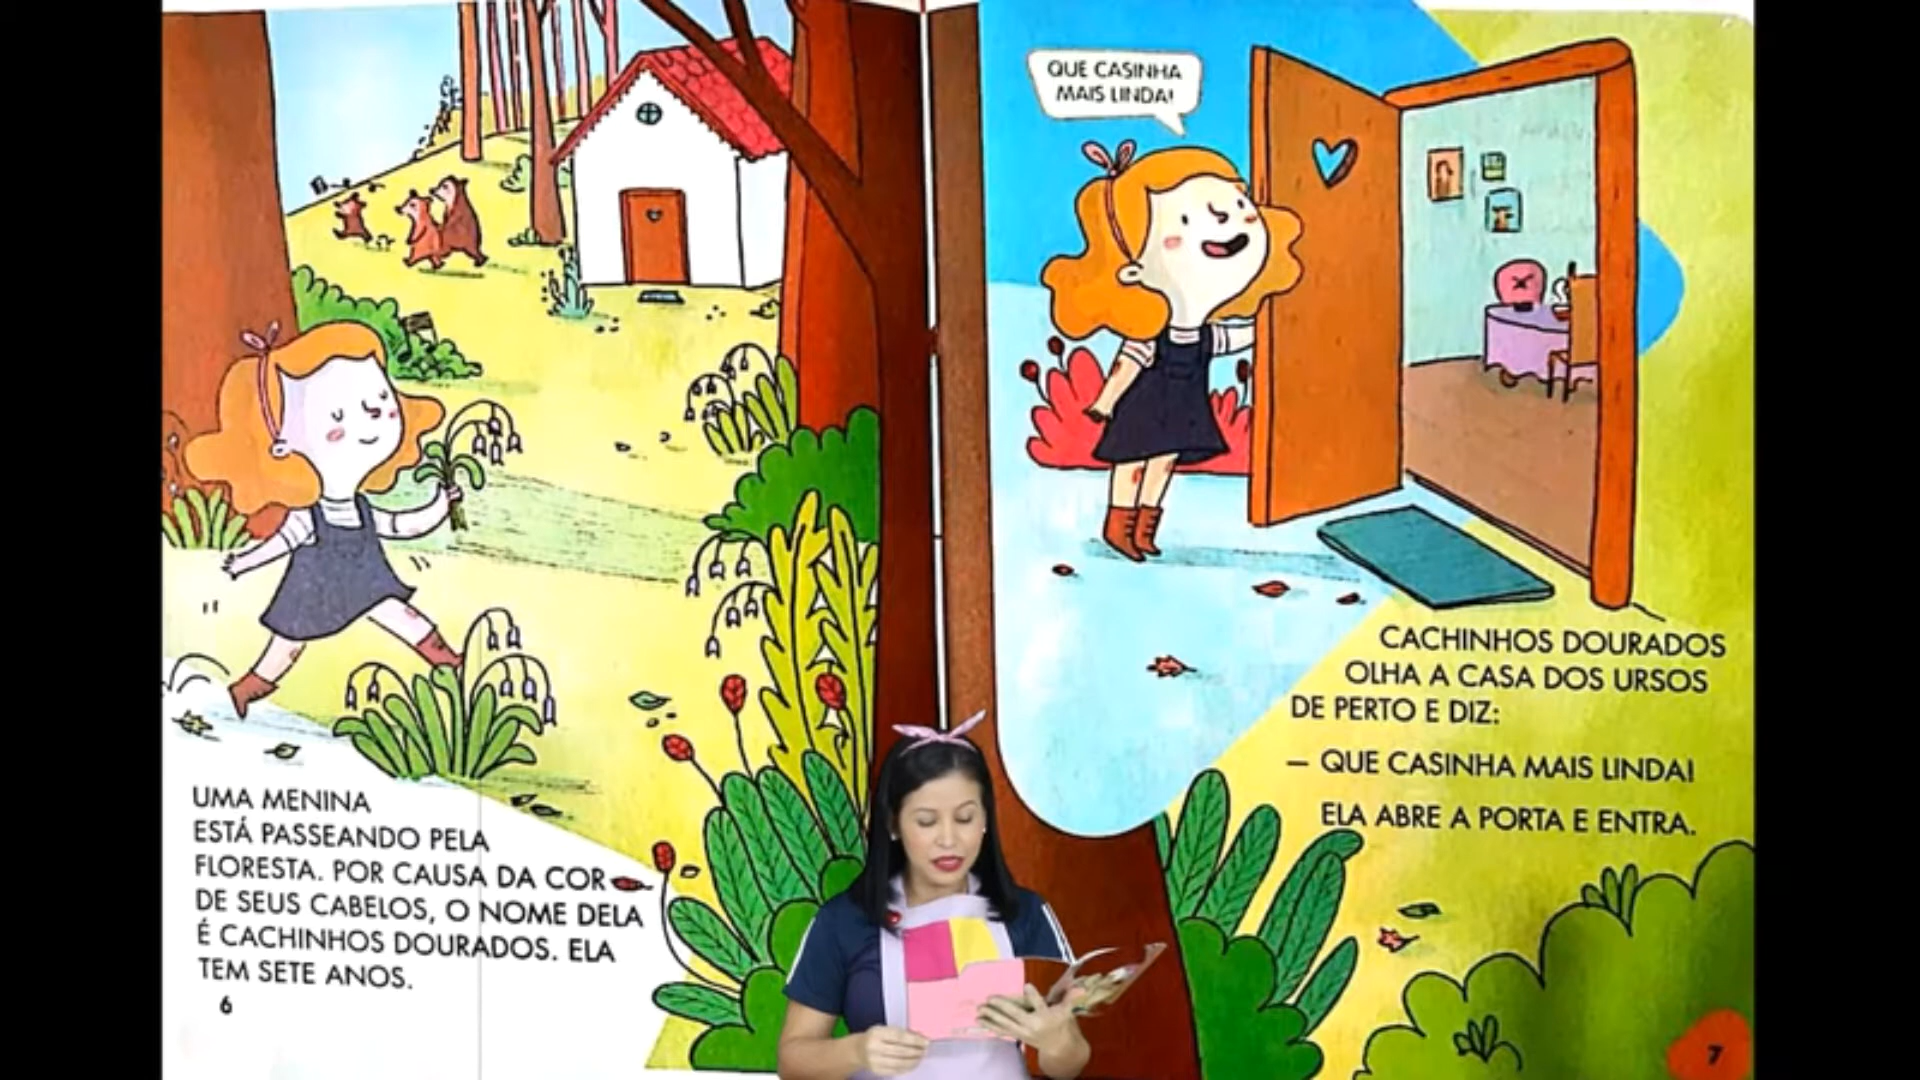 UMA MENINA
ESTÁ PASSEANDO PELA
FLORESTA. POR CAUSA DA COR
DE SEUS CABELOS, O NOME DELA
É CACHINHOS DOURADOS. ELA
TEM SETE ANOS.
6
QUE CASINHA
MAIS LINDA!
CACHINHOS DOURADOS
OLHA A CASA DOS URSOS
DE PERTO E DIZ:
– QUE CASINHA MAIS LINDA!
ELA ABRE A PORTA E ENTRA.
7